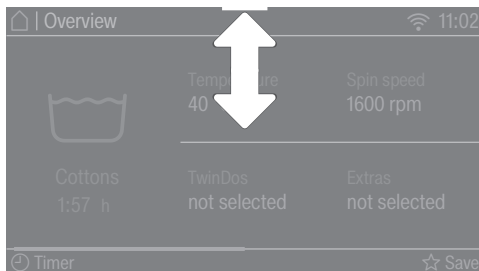 | Overview 11:02
Temperature Spin speed
40 1600 rpm
Cottons TwinDos Extras
1:57 h not selected not selected
Timer Save